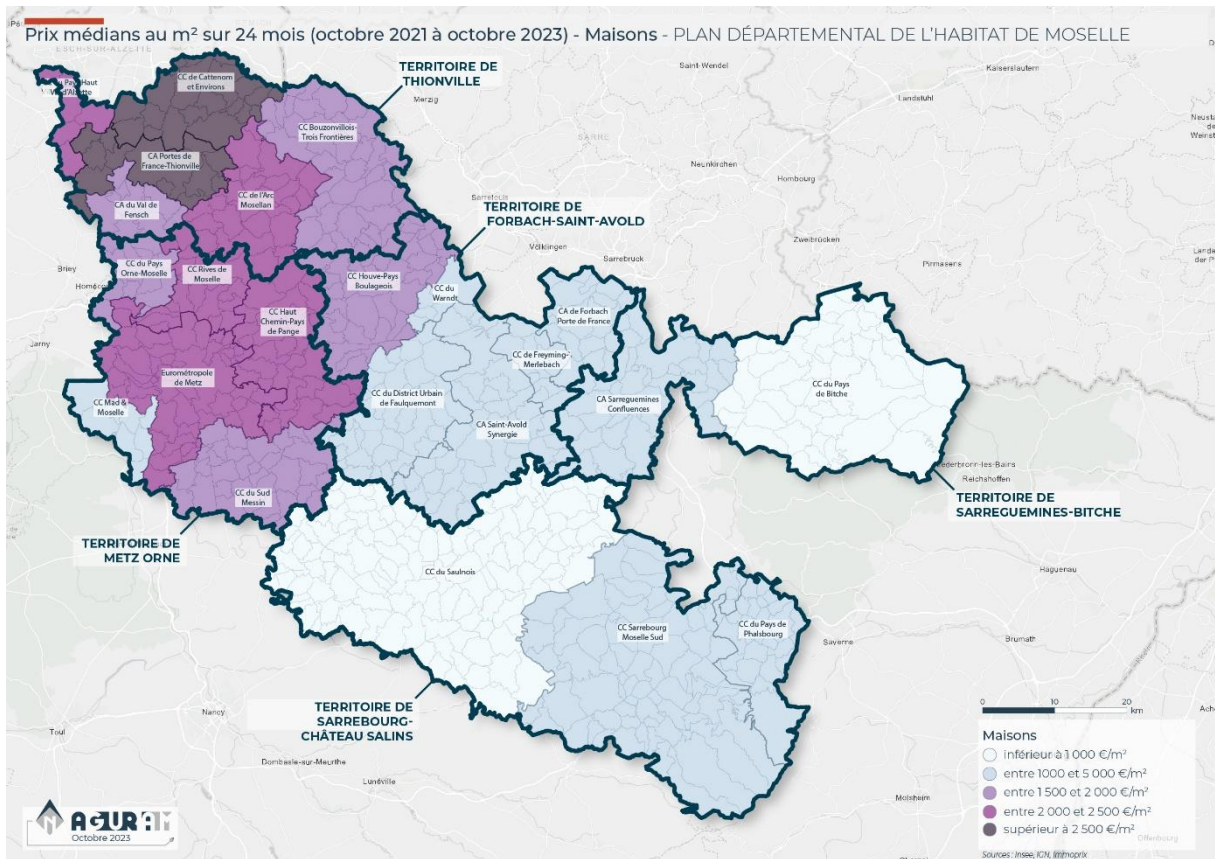 Prix médians au m² sur 24 mois (octobre 2021 à octobre 2023) - Maisons - PLAN DÉPARTEMENTAL DE L'HABITAT DE MOSELLE
ESCH-SUR-ALZETTE
Saint-Wendel
Kaiserslautern
TERRITOIRE DE
THIONVILLE
CC de Cattenom
et Environs
Merzig
Landstuhl
CC Bouzonvillois-
Trois Frontières
SARRE
Neunkirchen
Hombourg
CA Portes de
France-Thionville
CC de l'Arc
Mosellan
CA du Val de
Fensch
Sarrelouis
TERRITOIRE DE
FORBACH-SAINT-AVOLD
Zweibrücken
Völklingen
Sarrebruck
Pirmasens
Briey
CC du Pays
Orne-Moselle
CC Rives de
Moselle
CC Houve-Pays
Boulageois
CC du
Warndt
CC Haut
Chemin-Pays
de Pange
CA de Forbach
Porte de France
Jarny
CC de Freyming-
Merlebach
Eurométropole
de Metz
CC du Pays
de Bitche
CC Mad &
Moselle
CC du District Urbain
de Faulquemont
CA Sarreguemines
Confluences
CA Saint-Avold
Synergie
CC du Sud
Messin
Reichshoffen
TERRITOIRE DE
SARREGUEMINES-BITCHE
TERRITOIRE DE
METZ ORNE
CC du Saulnois
Haguenau
CC Sarrebourg
Moselle Sud
CC du Pays de
Phalsbourg
Saverne
Brumath
TERRITOIRE DE
SARREBOURG-
CHÂTEAU SALINS
Nancy
Toul
Dombasle-sur-Meurthe
Lunéville
Molsheim
Offenbourg
0 10 20
km
Maisons
inférieur à 1 000 €/m²
entre 1000 et 5 000 €/m²
entre 1 500 et 2 000 €/m²
entre 2 000 et 2 500 €/m²
supérieur à 2 500 €/m²
AGURAM
Octobre 2023
Sources : Insee, IGN, Immoprix